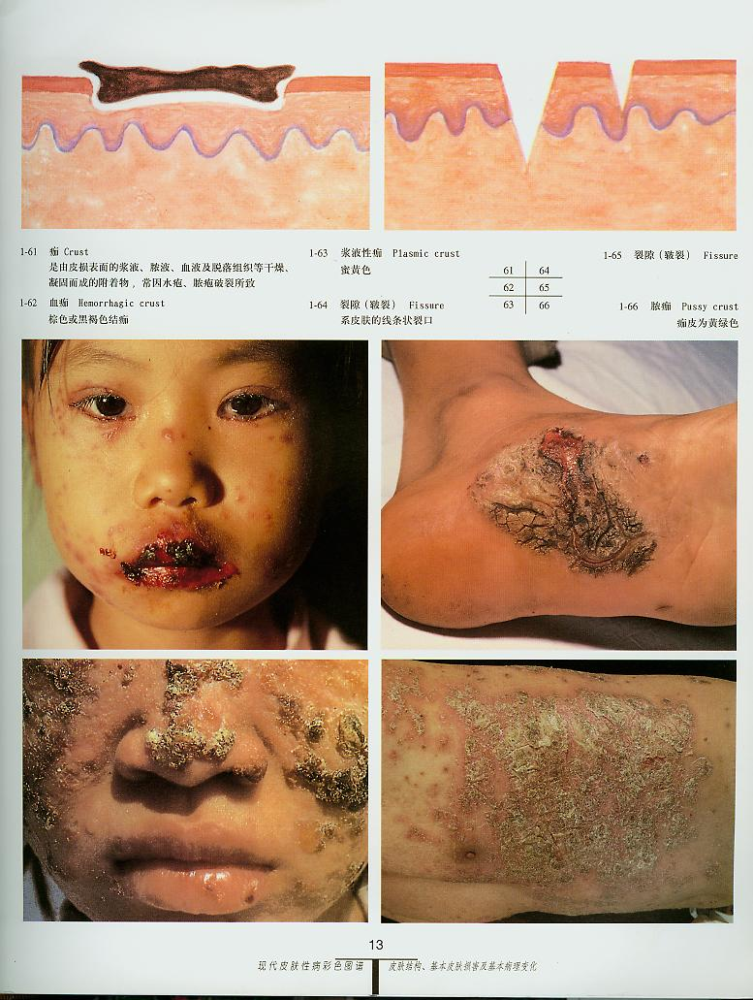 1-61 痂 Crust
是由皮损表面的浆液、脓液、血液及脱落组织等干燥、
凝固而成的附着物，常因水疱、脓疱破裂所致
1-62 血痂 Hemorrhagic crust
棕色或黑褐色结痂
1-63 浆液性痂 Plasmic crust
蜜黄色
1-64 裂隙（皲裂） Fissure
系皮肤的线条状裂口
61 64
62 65
63 66
1-65 裂隙（皲裂） Fissure
1-66 脓痂 Pussy crust
痂皮为黄绿色
13
现代皮肤性病彩色图谱 皮肤结构、基本皮肤损害及基本病理变化